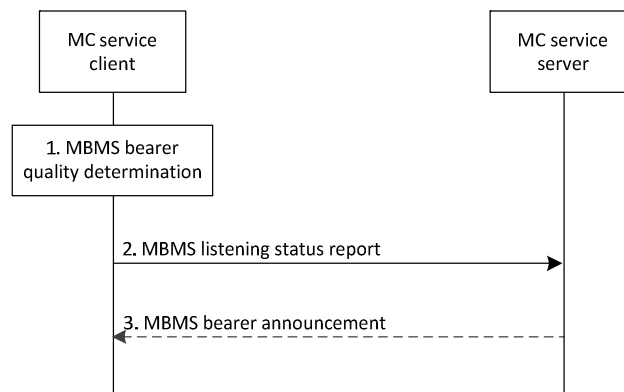 MC service
client
MC service
server
1. MBMS bearer
quality determination
2. MBMS listening status report
3. MBMS bearer announcement